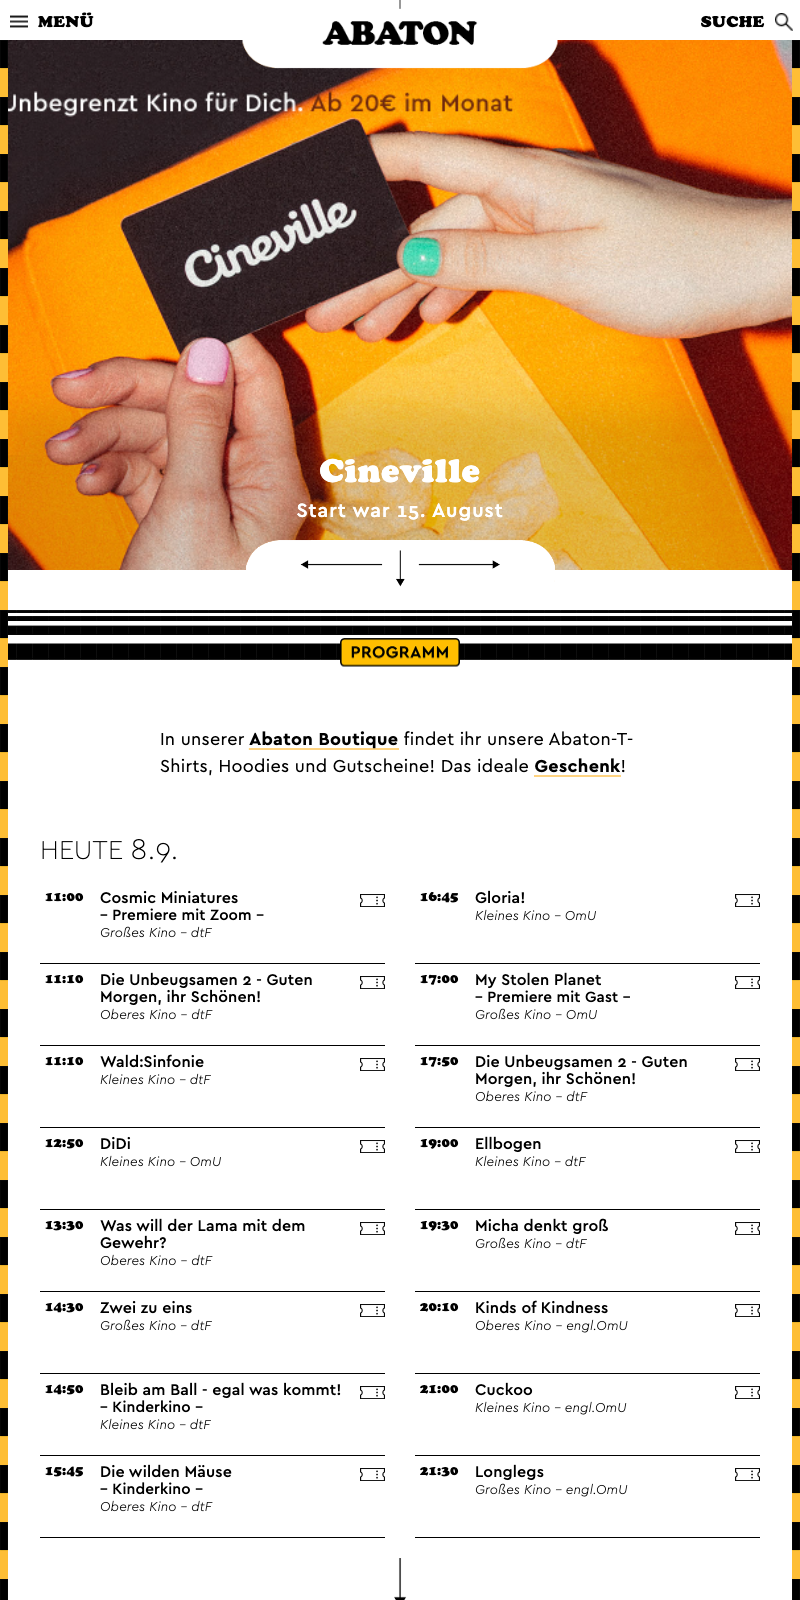 MENÜ
ABATON
SUCHE
Unbegrenzt Kino für Dich. Ab 20€ im Monat
Cineville
Cineville
Start war 15. August
PROGRAMM
In unserer Abaton Boutique findet ihr unsere Abaton-T-
Shirts, Hoodies und Gutscheine! Das ideale Geschenk!
HEUTE 8.9.
11:00 Cosmic Miniatures
– Premiere mit Zoom –
Großes Kino – dtF
11:10 Die Unbeugsamen 2 - Guten
Morgen, ihr Schönen!
Oberes Kino – dtF
11:10 Wald:Sinfonie
Kleines Kino – dtF
12:50 DiDi
Kleines Kino – OmU
13:30 Was will der Lama mit dem
Gewehr?
Oberes Kino – dtF
14:30 Zwei zu eins
Großes Kino – dtF
14:50 Bleib am Ball - egal was kommt!
– Kinderkino –
Kleines Kino – dtF
15:45 Die wilden Mäuse
– Kinderkino –
Oberes Kino – dtF
16:45 Gloria!
Kleines Kino – OmU
17:00 My Stolen Planet
– Premiere mit Gast –
Großes Kino – OmU
17:50 Die Unbeugsamen 2 - Guten
Morgen, ihr Schönen!
Oberes Kino – dtF
19:00 Ellbogen
Kleines Kino – dtF
19:30 Micha denkt groß
Großes Kino – dtF
20:10 Kinds of Kindness
Oberes Kino – engl.OmU
21:00 Cuckoo
Kleines Kino – engl.OmU
21:30 Longlegs
Großes Kino – engl.OmU